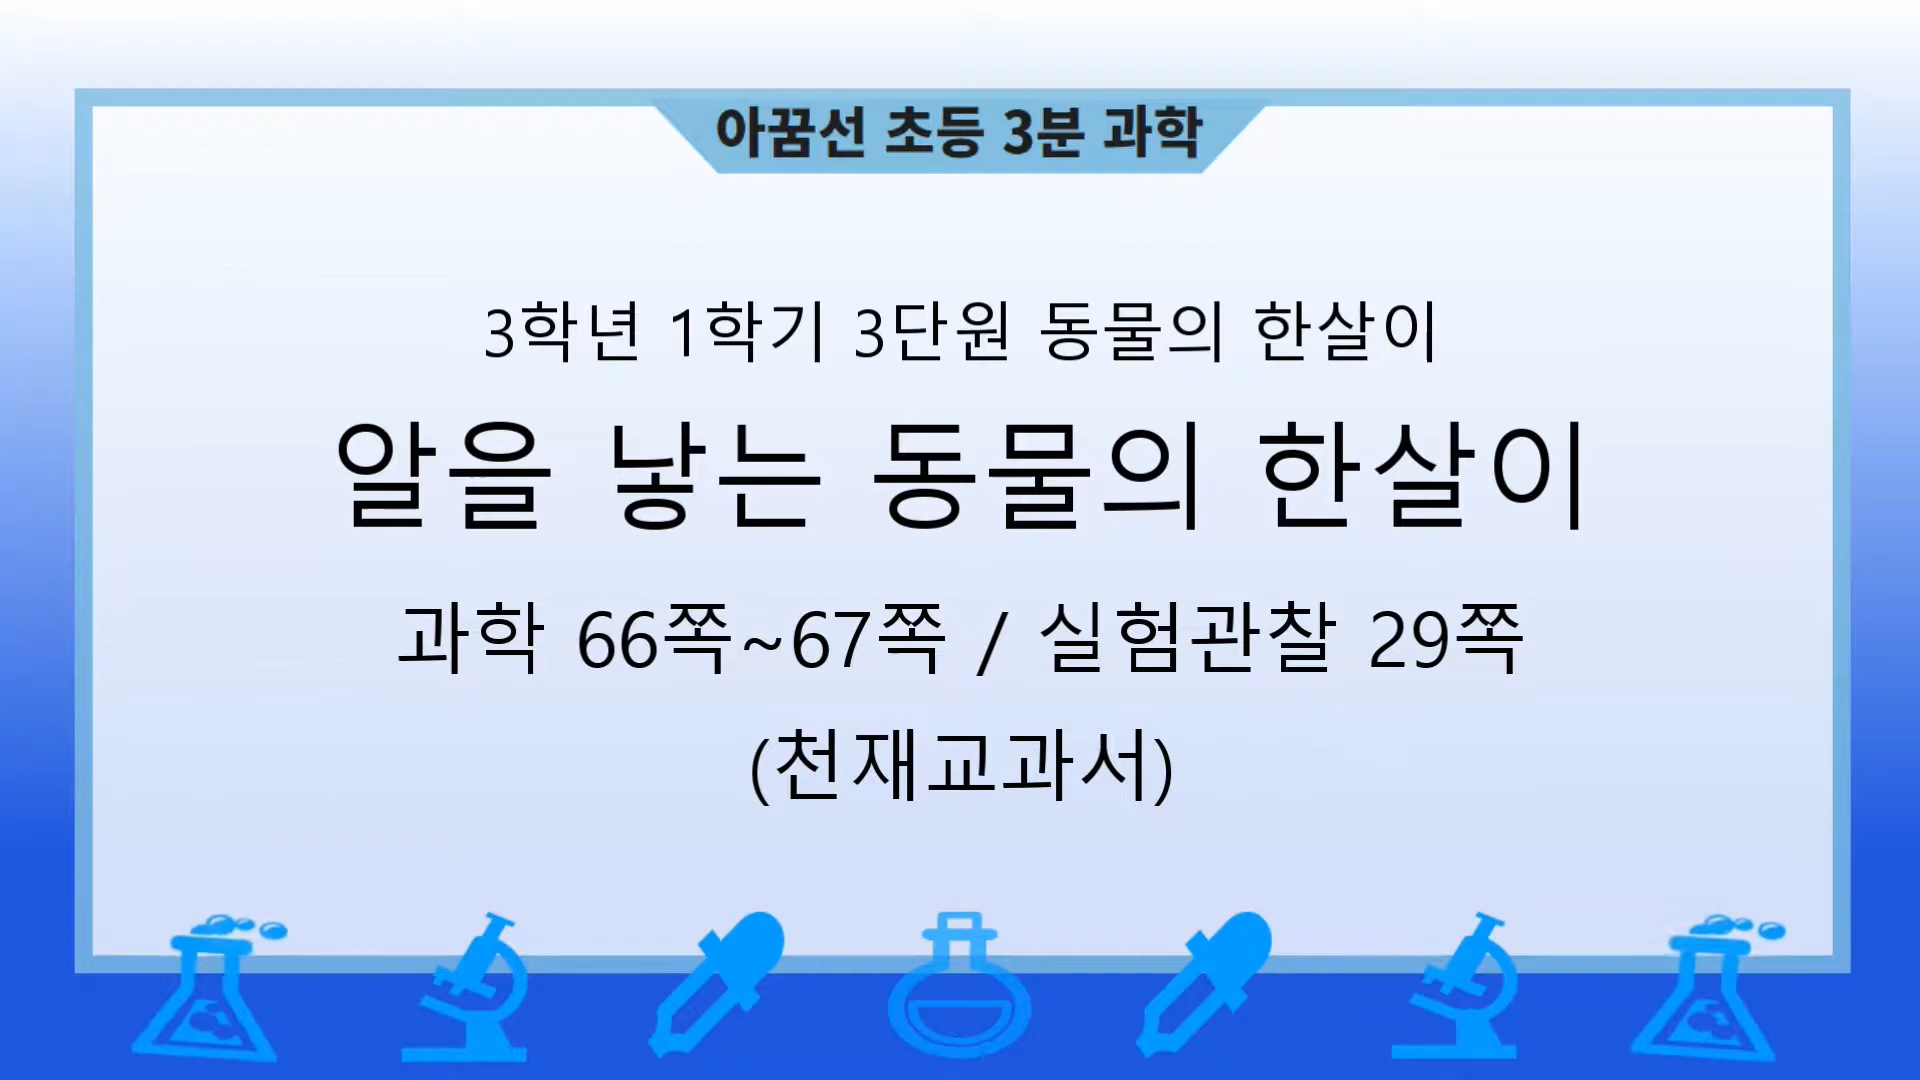 아꿈선 초등 3분 과학
3학년 1학기 3단원 동물의 한살이
알을 낳는 동물의 한살이
과학 66쪽~67쪽 / 실험관찰 29쪽
(천재교과서)